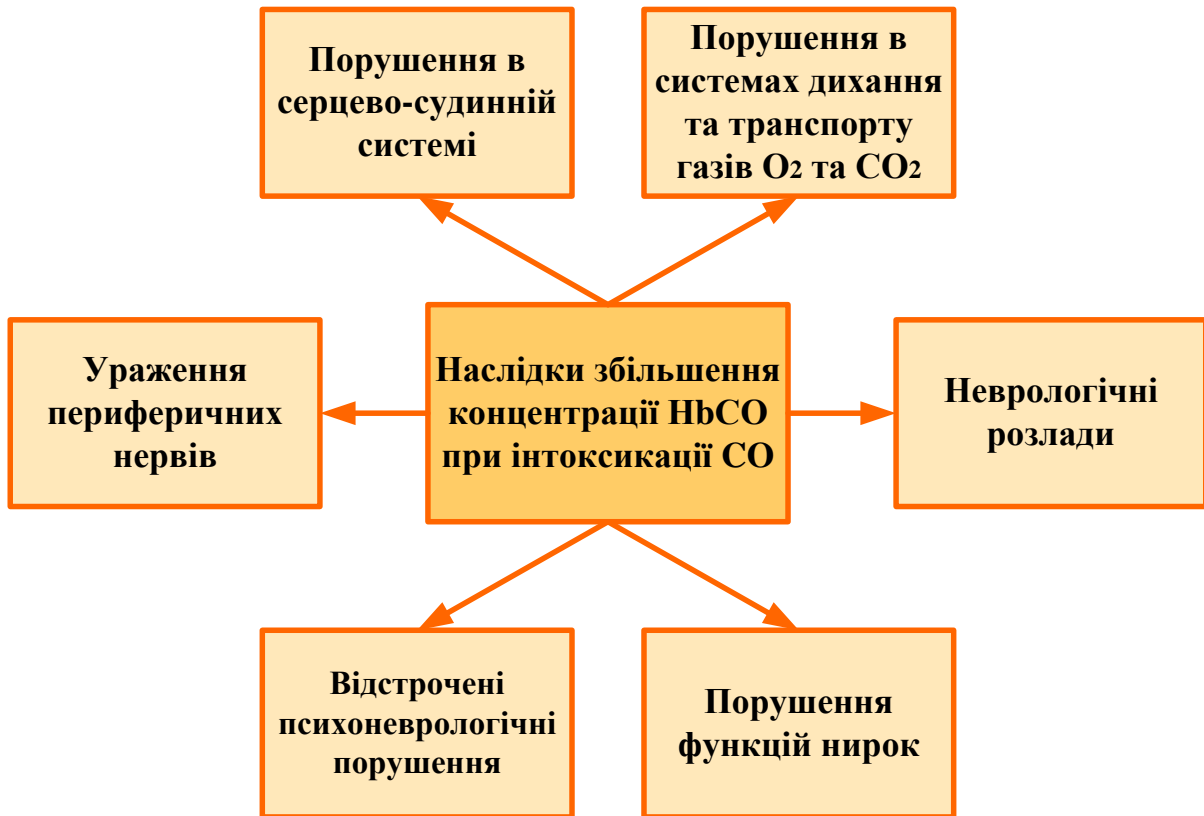 Порушення в
серцево-судинній
системі
Порушення в
системах дихання
та транспорту
газів O2 та CO2
Ураження
периферичних
нервів
Наслідки збільшення
концентрації HbCO
при інтоксикації CO
Неврологічні
розлади
Відстрочені
психоневрологічні
порушення
Порушення
функцій нирок